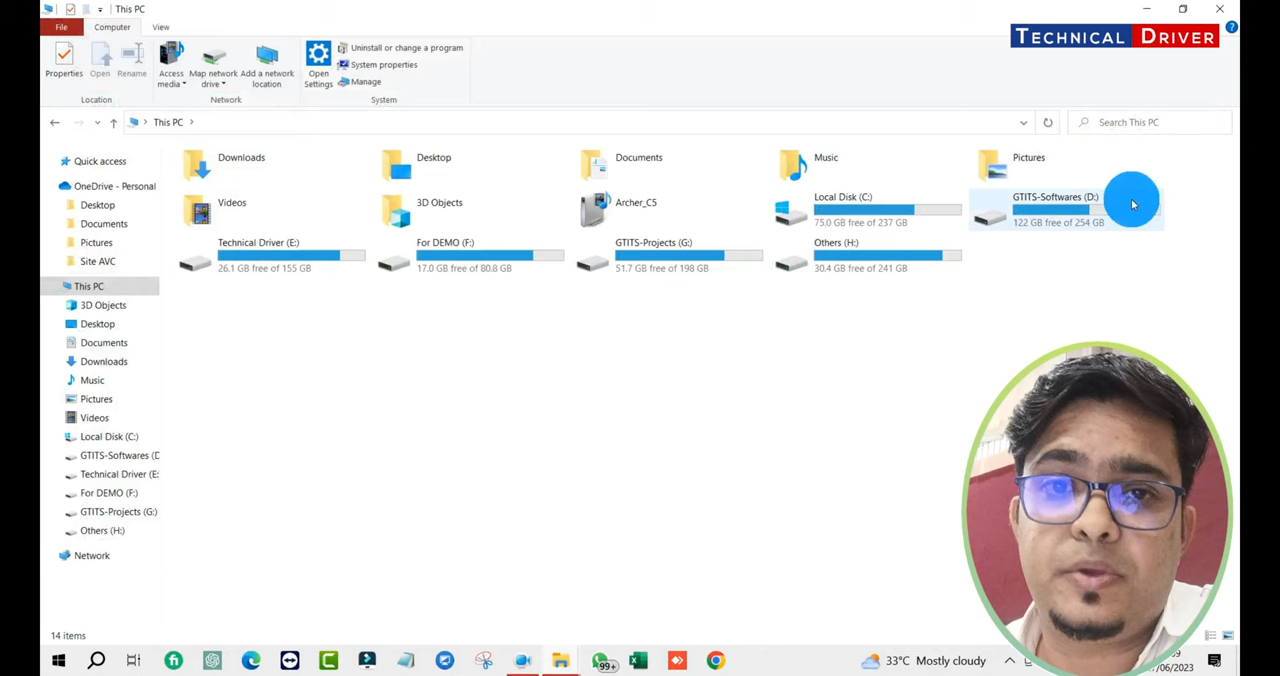 This PC
File
Computer
View
TECHNICAL DRIVER
Properties
Open
Rename
Access media
Map network drive
Add a network location
Open Settings
Uninstall or change a program
System properties
Manage
Location
Network
System
This PC
Search This PC
Quick access
OneDrive - Personal
Desktop
Documents
Pictures
Site AVC
This PC
3D Objects
Desktop
Documents
Downloads
Music
Pictures
Videos
Local Disk (C:)
GTITS-Softwares (D
Technical Driver (E:
For DEMO (F:)
GTITS-Projects (G:)
Others (H:)
Network
Downloads
Desktop
Documents
Music
Pictures
Videos
3D Objects
Archer_C5
Local Disk (C:)
75.0 GB free of 237 GB
GTITS-Softwares (D:)
122 GB free of 254 GB
Technical Driver (E:)
26.1 GB free of 155 GB
For DEMO (F:)
17.0 GB free of 80.8 GB
GTITS-Projects (G:)
51.7 GB free of 198 GB
Others (H:)
30.4 GB free of 241 GB
14 items
99+
33°C Mostly cloudy
/06/2023